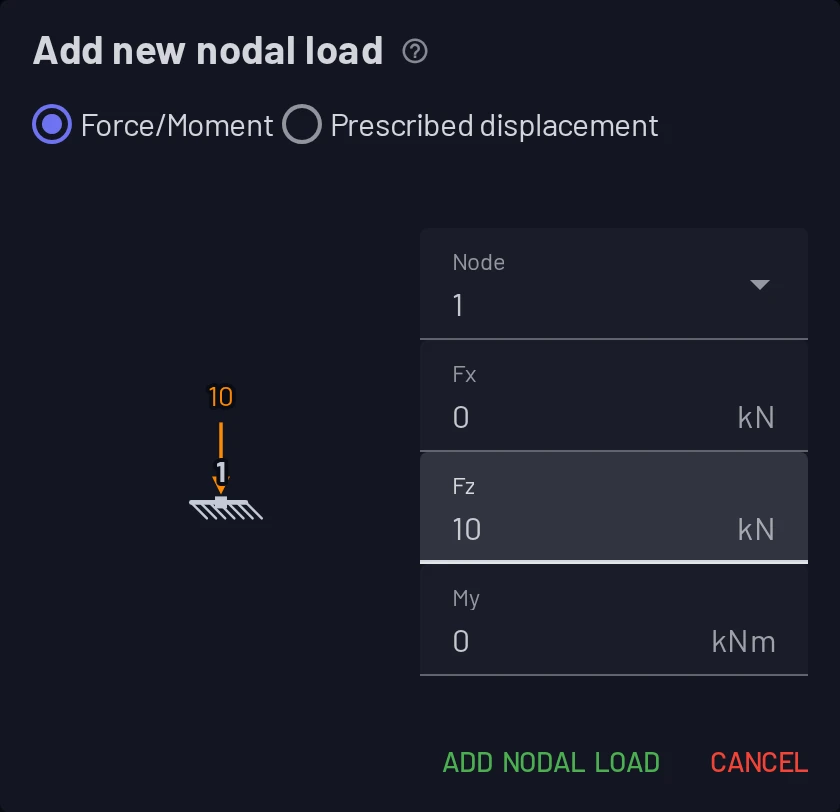 Add new nodal load
Force/Moment Prescribed displacement
Node
1
Fx
0 kN
10
Fz
1
10 kN
My
0 kNm
ADD NODAL LOAD CANCEL